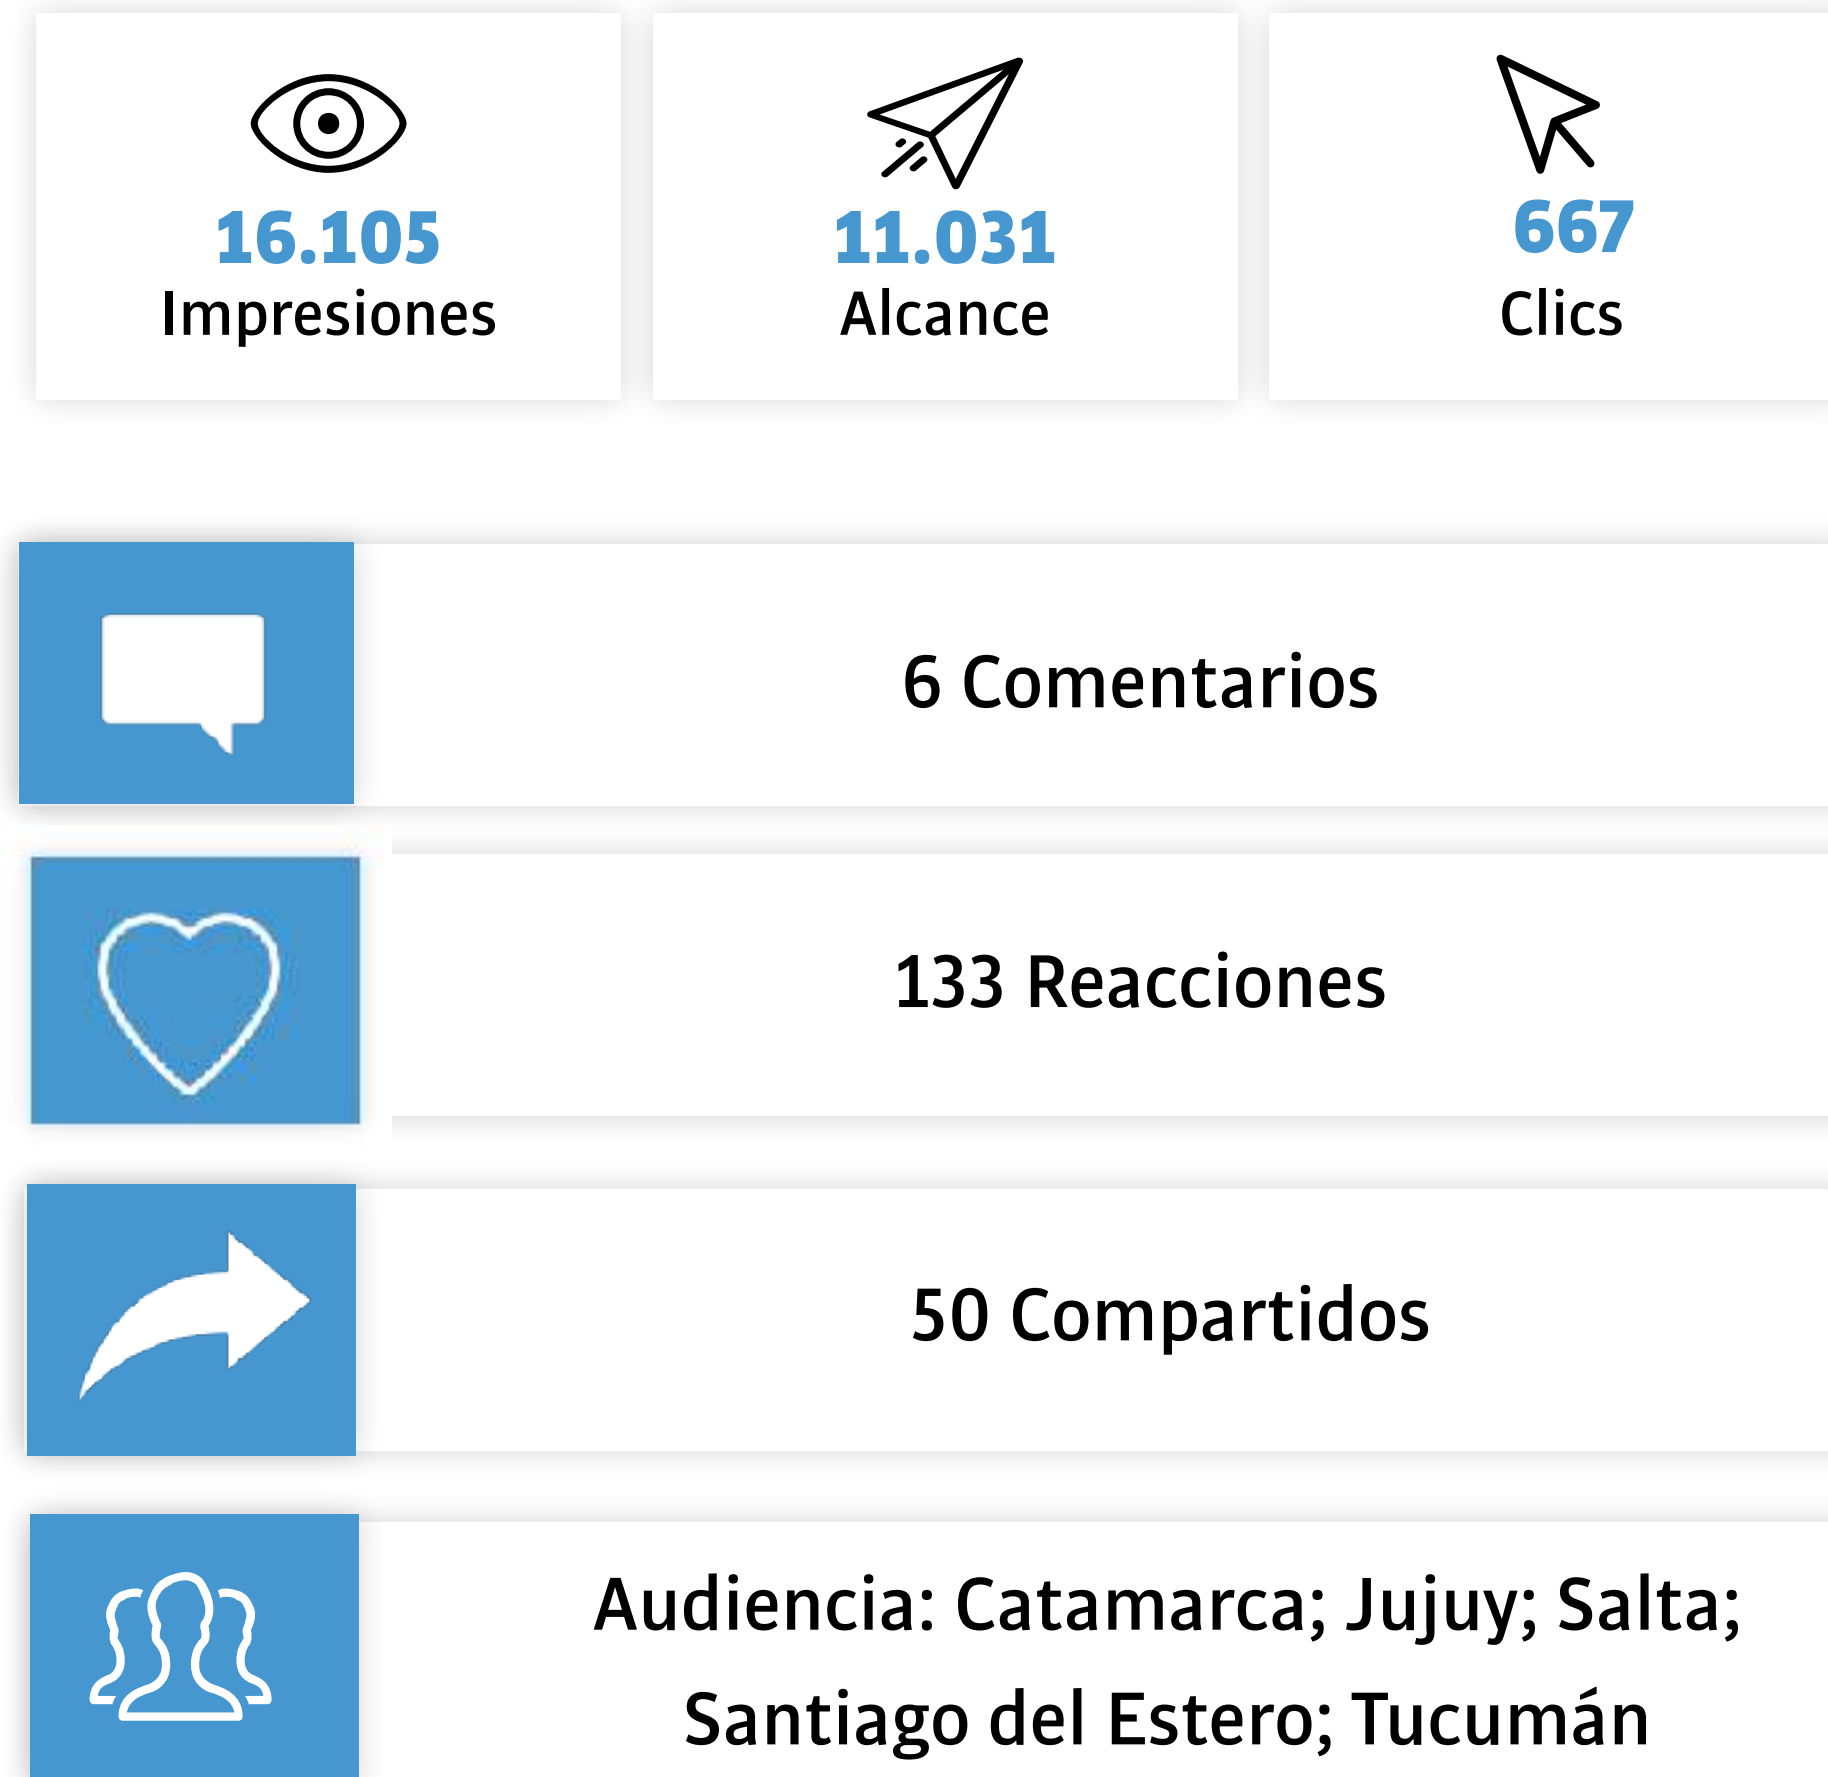 16.105
Impresiones
11.031
Alcance
667
Clics
6 Comentarios
133 Reacciones
50 Compartidos
Audiencia: Catamarca; Jujuy; Salta;
Santiago del Estero; Tucumán